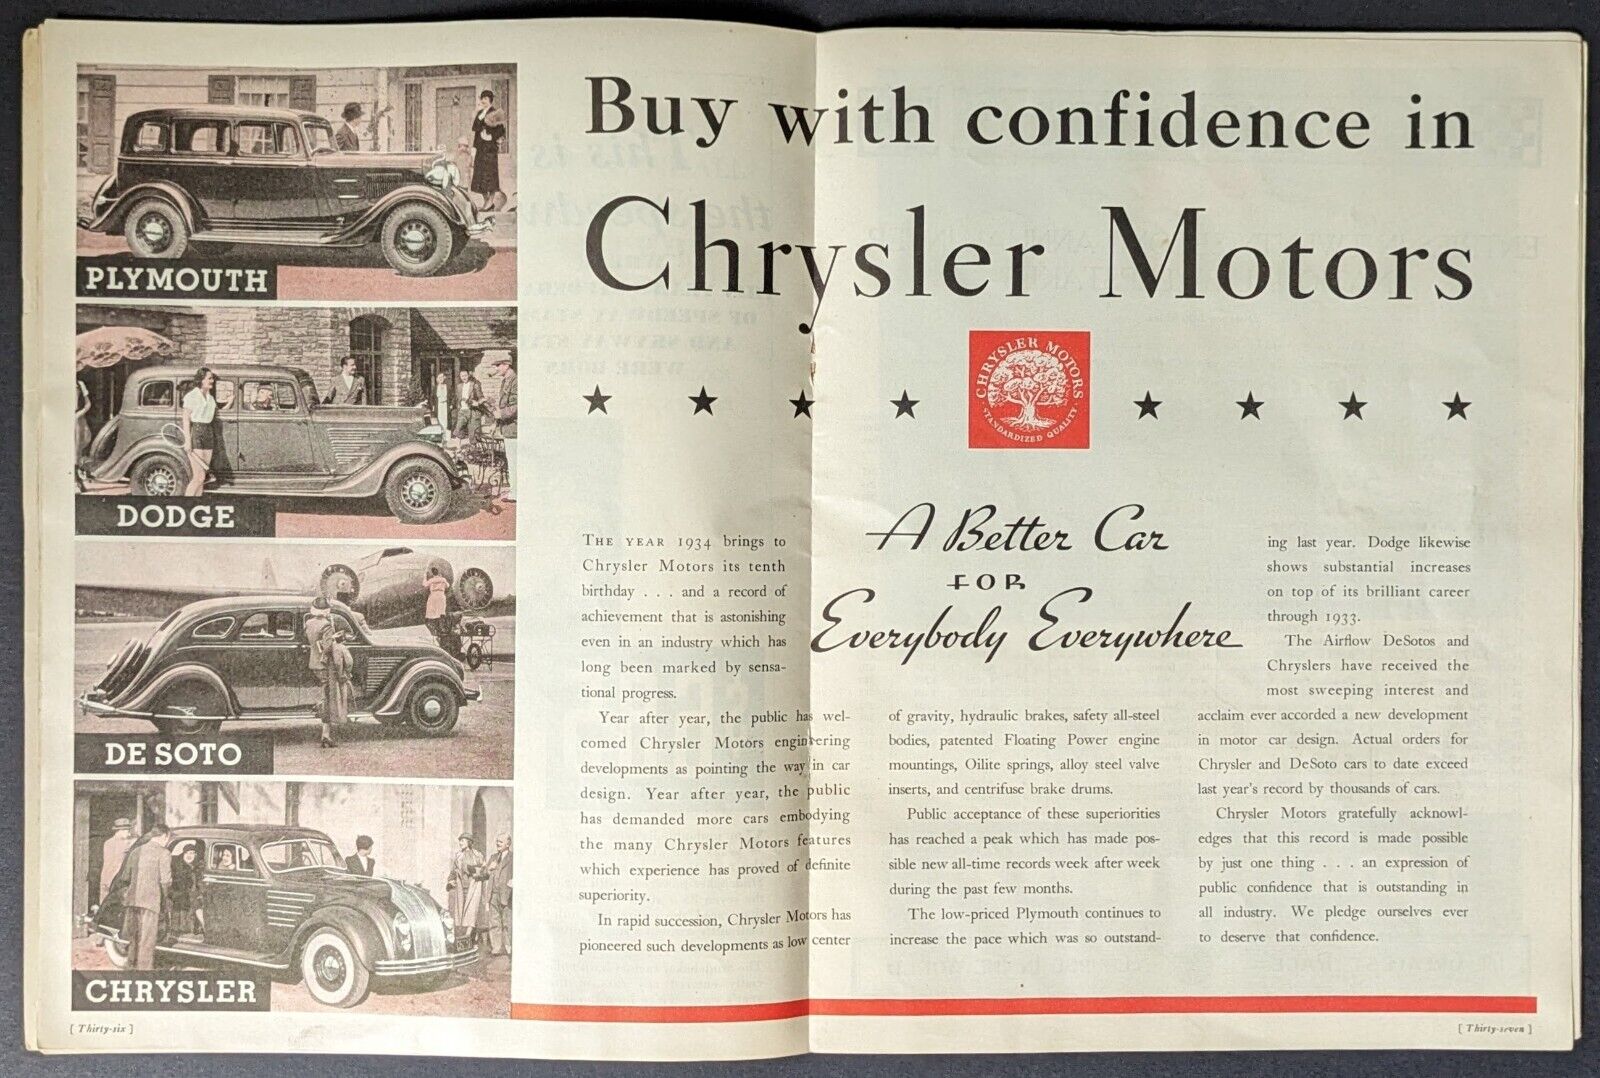 PLYMOUTH
DODGE
DE SOTO
CHRYSLER
[ Thirty-six ]
Buy with confidence in
Chrysler Motors
CHRYSLER MOTORS
STANDARDIZED QUALITY
A Better Car
FOR
Everybody Everywhere
THE YEAR 1934 brings to
Chrysler Motors its tenth
birthday . . . and a record of
achievement that is astonishing
even in an industry which has
long been marked by sensa-
tional progress.
Year after year, the public has wel-
comed Chrysler Motors engineering
developments as pointing the way in car
design. Year after year, the public
has demanded more cars embodying
the many Chrysler Motors features
which experience has proved of definite
superiority.
In rapid succession, Chrysler Motors has
pioneered such developments as low center
of gravity, hydraulic brakes, safety all-steel
bodies, patented Floating Power engine
mountings, Oilite springs, alloy steel valve
inserts, and centrifuse brake drums.
Public acceptance of these superiorities
has reached a peak which has made pos-
sible new all-time records week after week
during the past few months.
The low-priced Plymouth continues to
increase the pace which was so outstand-
ing last year. Dodge likewise
shows substantial increases
on top of its brilliant career
through 1933.
The Airflow DeSotos and
Chryslers have received the
most sweeping interest and
acclaim ever accorded a new development
in motor car design. Actual orders for
Chrysler and DeSoto cars to date exceed
last year's record by thousands of cars.
Chrysler Motors gratefully acknowl-
edges that this record is made possible
by just one thing . . . an expression of
public confidence that is outstanding in
all industry. We pledge ourselves ever
to deserve that confidence.
[ Thirty-seven ]